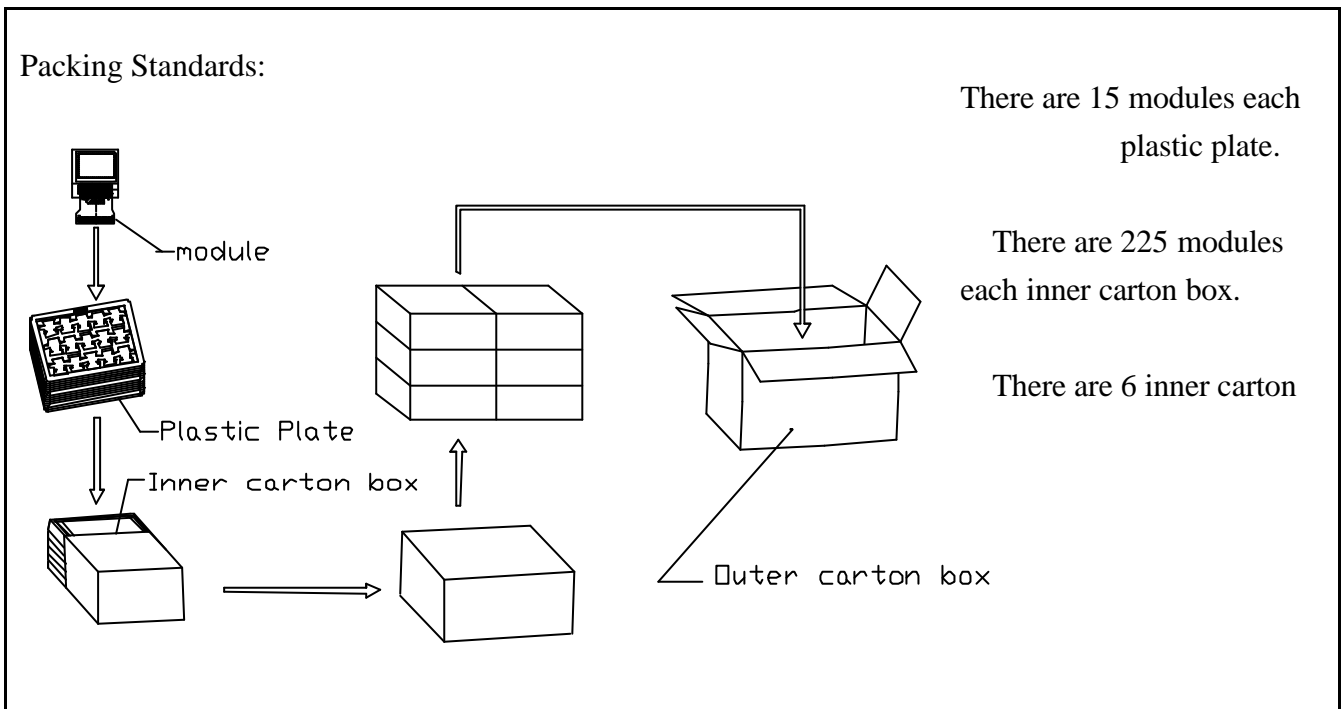 Packing Standards:
There are 15 modules each
plastic plate.
There are 225 modules
each inner carton box.
There are 6 inner carton
module
Plastic Plate
Inner carton box
Outer carton box